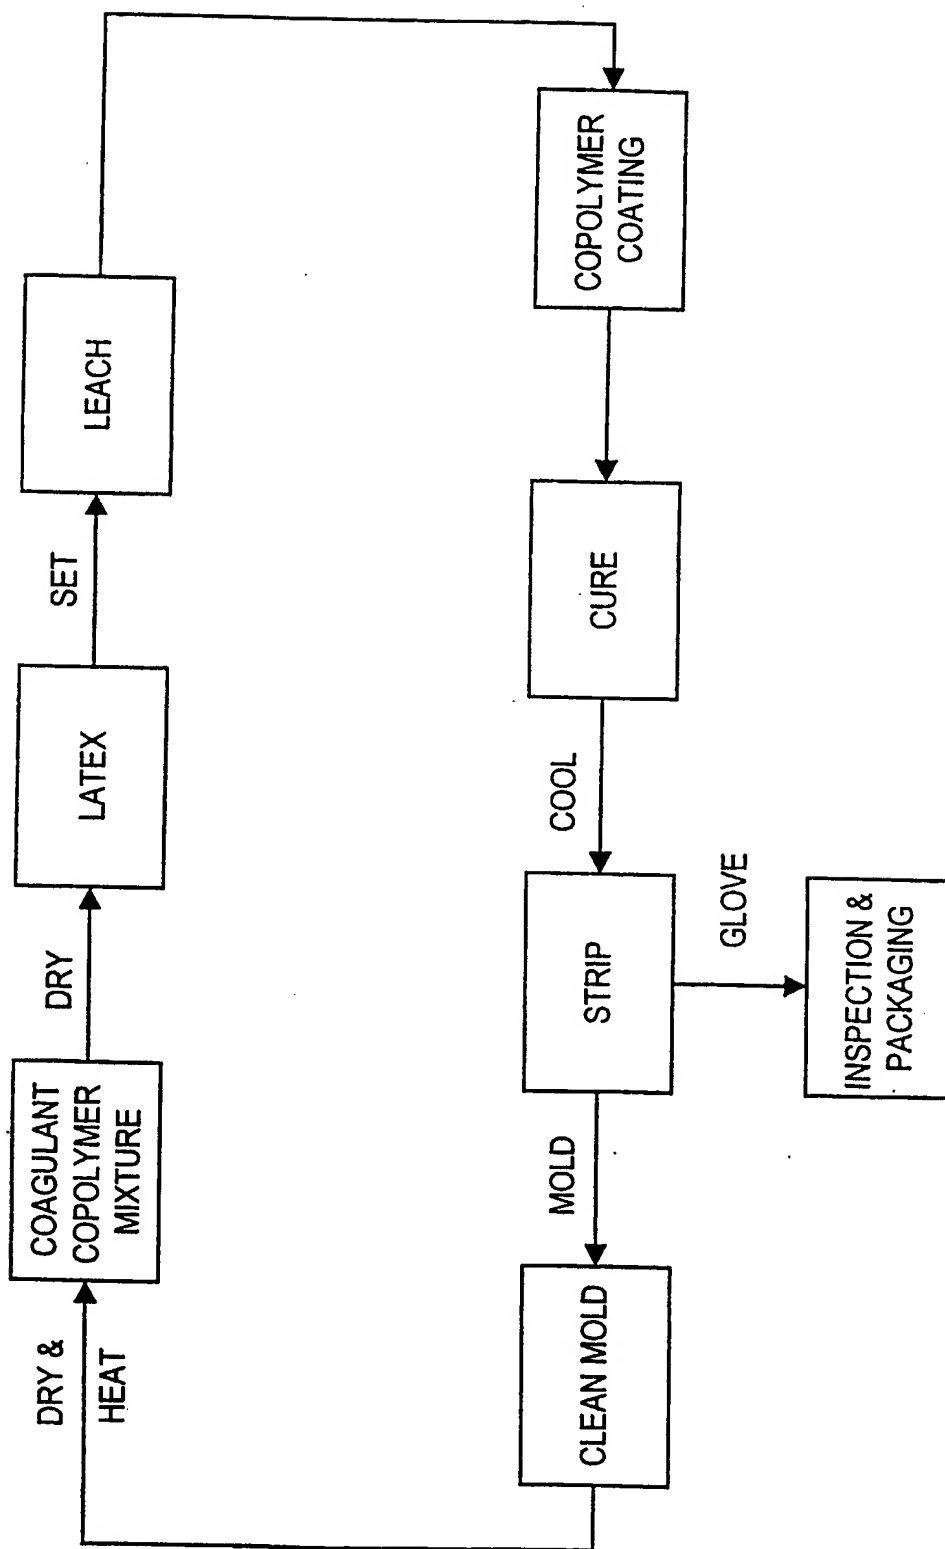 DRY &
HEAT
COAGULANT
COPOLYMER
MIXTURE
DRY
LATEX
SET
LEACH
COPOLYMER
COATING
CURE
COOL
STRIP
GLOVE
INSPECTION &
PACKAGING
MOLD
CLEAN MOLD